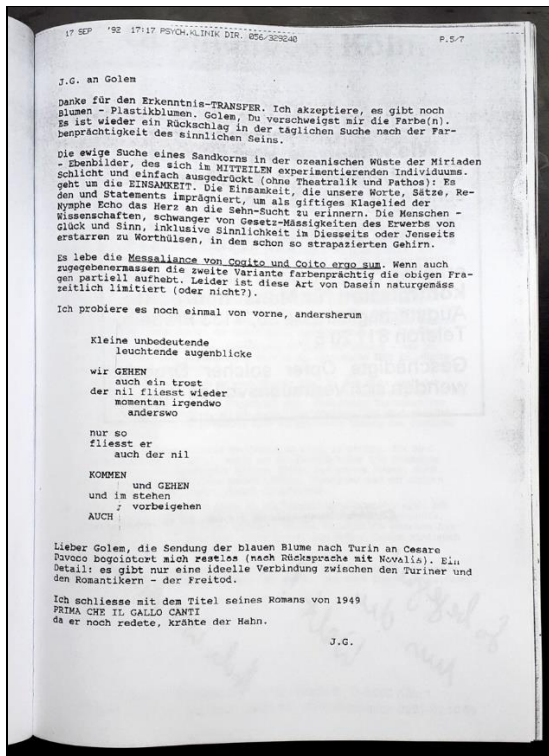 17 SEP '92 17:17 PSYCH.KLINIK DIR. 056/329240 P.5/7
J.G. an Golem
Danke für den Erkenntnis-TRANSFER. Ich akzeptiere, es gibt noch
Blumen - Plastikblumen. Golem, Du verschweigst mir die Farbe(n).
Es ist wieder ein Rückschlag in der täglichen Suche nach der Far-
benprächtigkeit des sinnlichen Seins.
Die ewige Suche eines Sandkorns in der ozeanischen Wüste der Miriaden
- Ebenbilder, des sich im MITTEILEN experimentierenden Individuums.
Schlicht und einfach ausgedrückt (ohne Theatralik und Pathos): Es
geht um die EINSAMKEIT. Die Einsamkeit, die unsere Worte, Sätze, Re-
den und Statements imprägniert, um als giftiges Klagelied der
Nymphe Echo das Herz an die Sehn-Sucht zu erinnern. Die Menschen -
Wissenschaften, schwanger von Gesetz-Mässigkeiten des Erwerbs von
Glück und Sinn, inklusive Sinnlichkeit im Diesseits oder Jenseits
erstarren zu Worthülsen, in dem schon so strapazierten Gehirn.
Es lebe die Messaliance von Cogito und Coito ergo sum. Wenn auch
zugegebenermassen die zweite Variante farbenprächtig die obigen Fra-
gen partiell aufhebt. Leider ist diese Art von Dasein naturgemäss
zeitlich limitiert (oder nicht?).
Ich probiere es noch einmal von vorne, andersherum
Kleine unbedeutende
leuchtende augenblicke
wir GEHEN
auch ein trost
der nil fliesst wieder
momentan irgendwo
anderswo
nur so
fliesst er
auch der nil
KOMMEN
und GEHEN
und im stehen
vorbeigehen
AUCH
Lieber Golem, die Sendung der blauen Blume nach Turin an Cesare
mich restlos (nach Rücksprache mit Novalis). Ein
Detail: es gibt nur eine ideelle Verbindung zwischen den Turiner und
den Romantikern - der Freitod.
Ich schliesse mit dem Titel seines Romans von 1949
PRIMA CHE IL GALLO CANTI
da er noch redete, krähte der Hahn.
J.G.